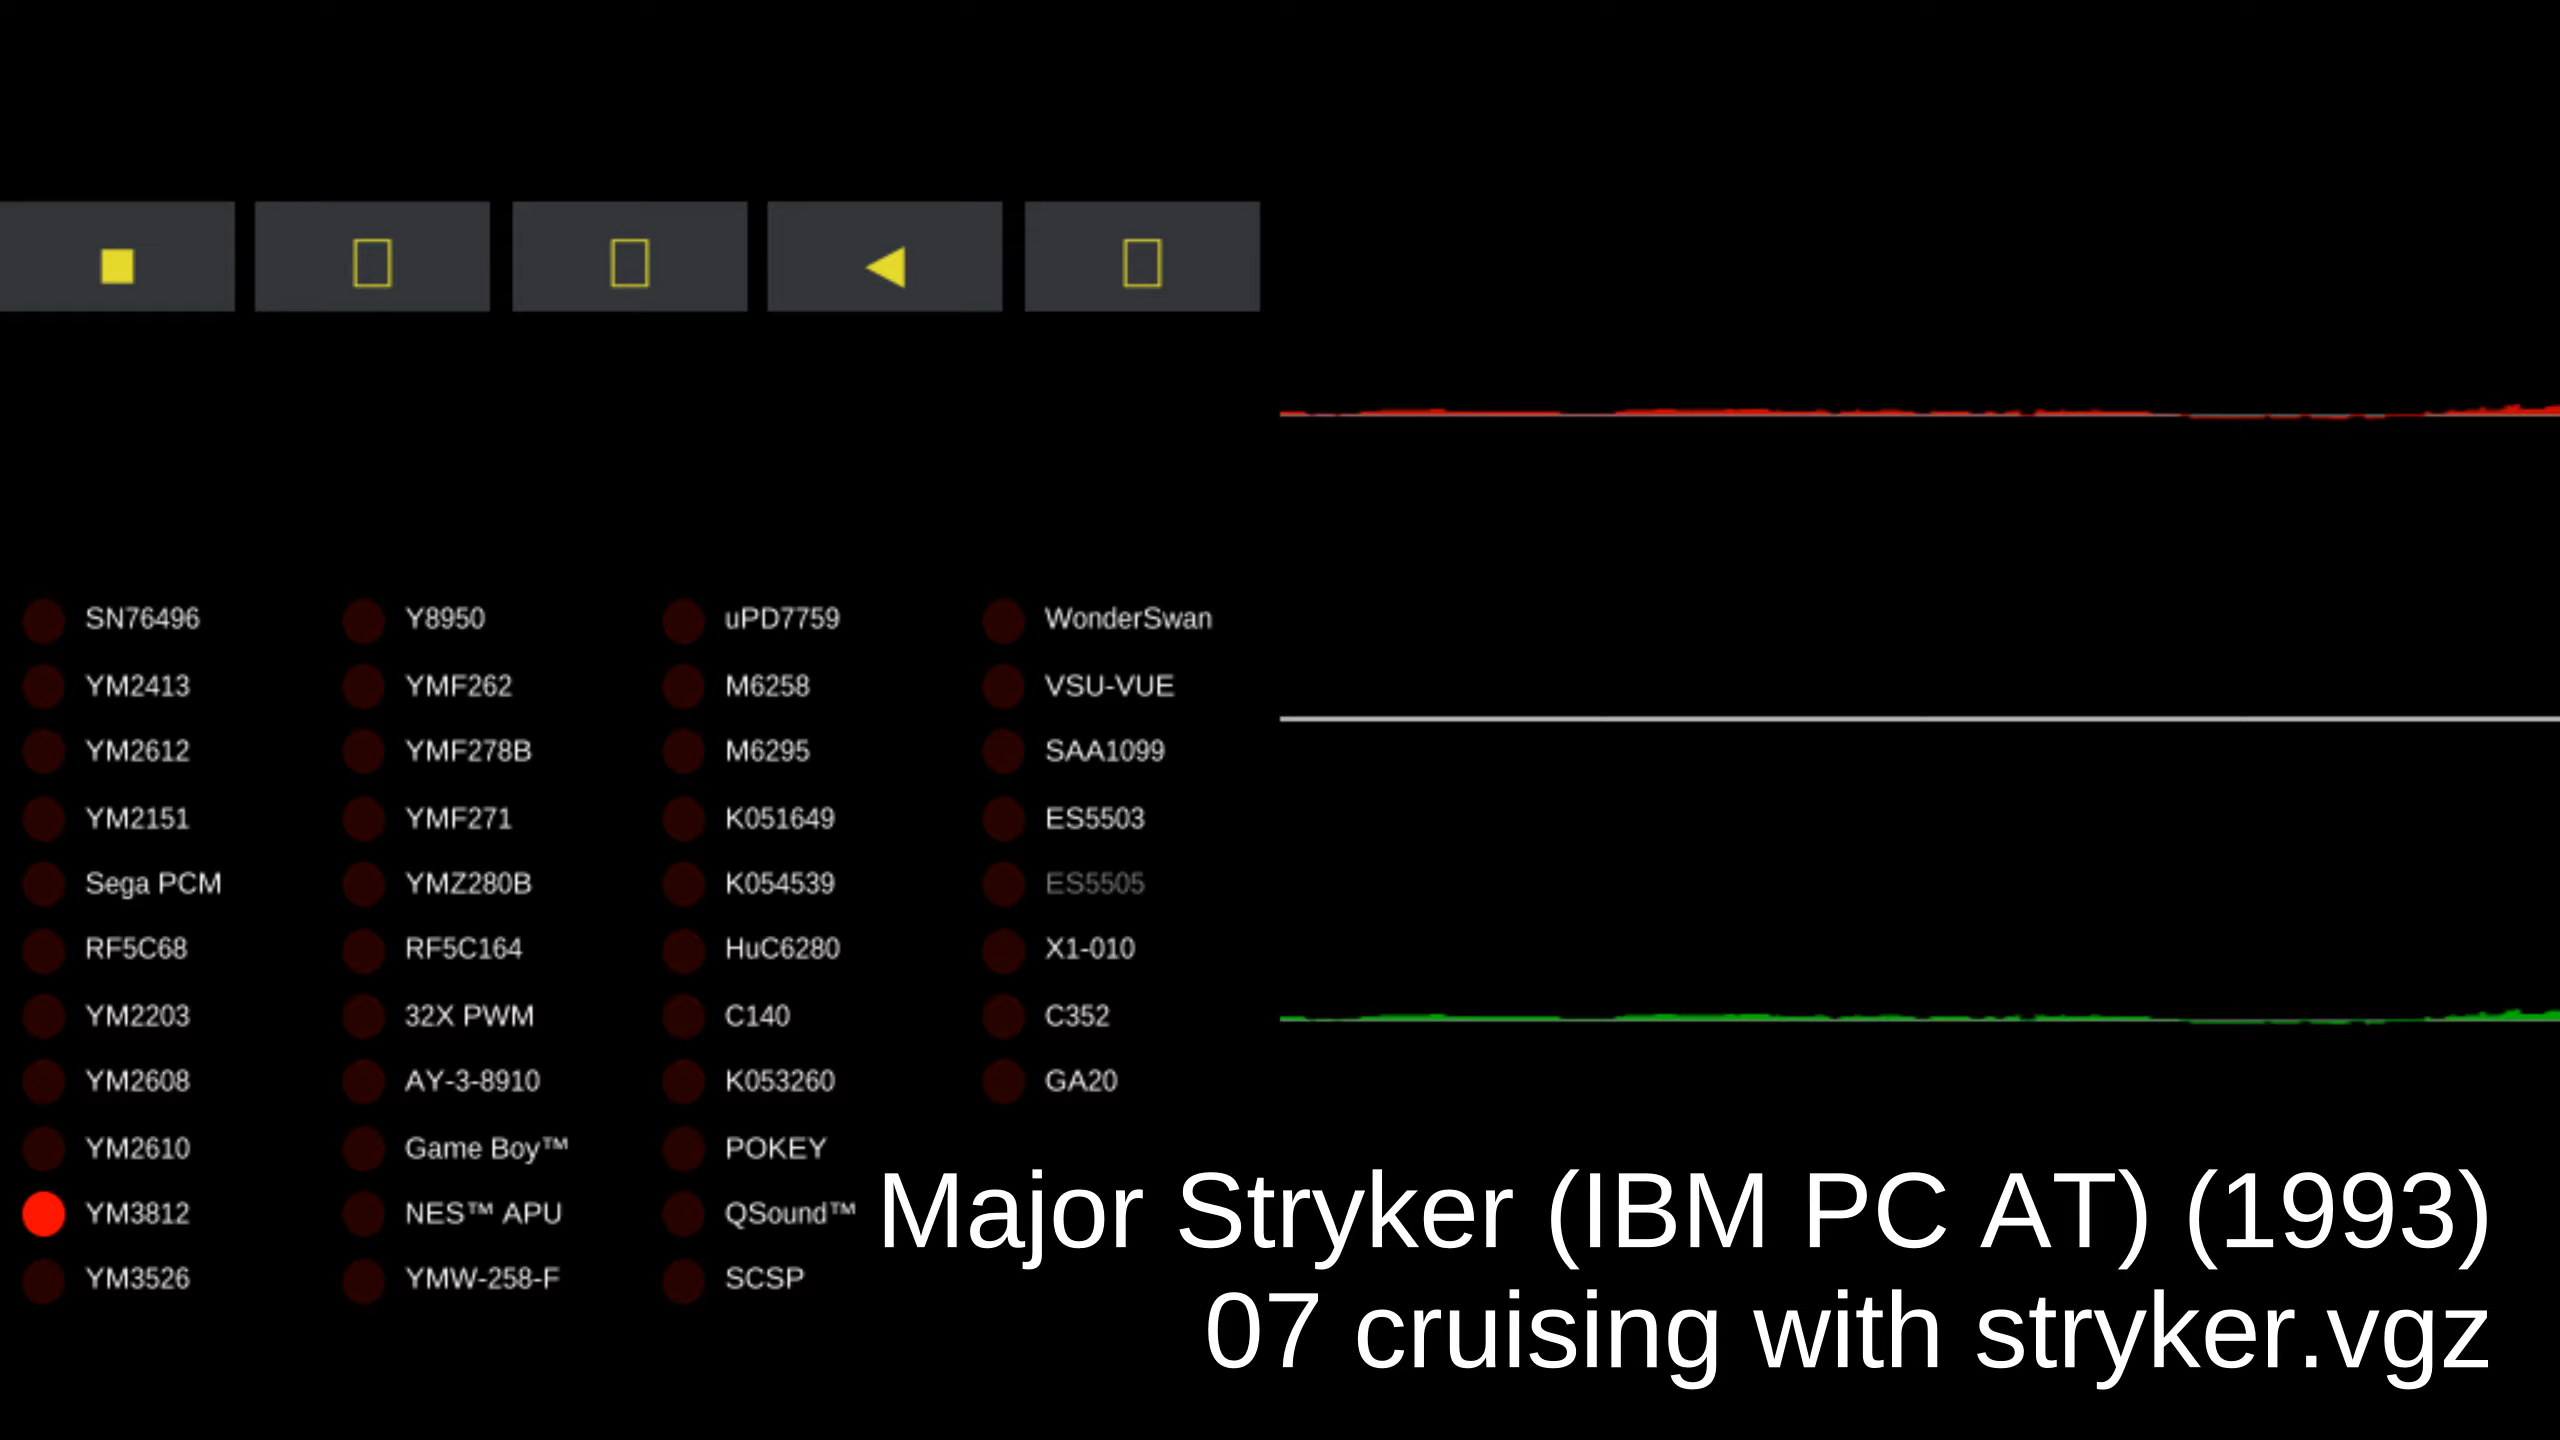 SN76496
YM2413
YM2612
YM2151
Sega PCM
RF5C68
YM2203
YM2608
YM2610
YM3812
YM3526
Y8950
YMF262
YMF278B
YMF271
YMZ280B
RF5C164
32X PWM
AY-3-8910
Game Boy™
NES™ APU
YMW-258-F
uPD7759
M6258
M6295
K051649
K054539
HuC6280
C140
K053260
POKEY
QSound™
SCSP
WonderSwan
VSU-VUE
SAA1099
ES5503
ES5505
X1-010
C352
GA20
Major Stryker (IBM PC AT) (1993)
07 cruising with stryker.vgz